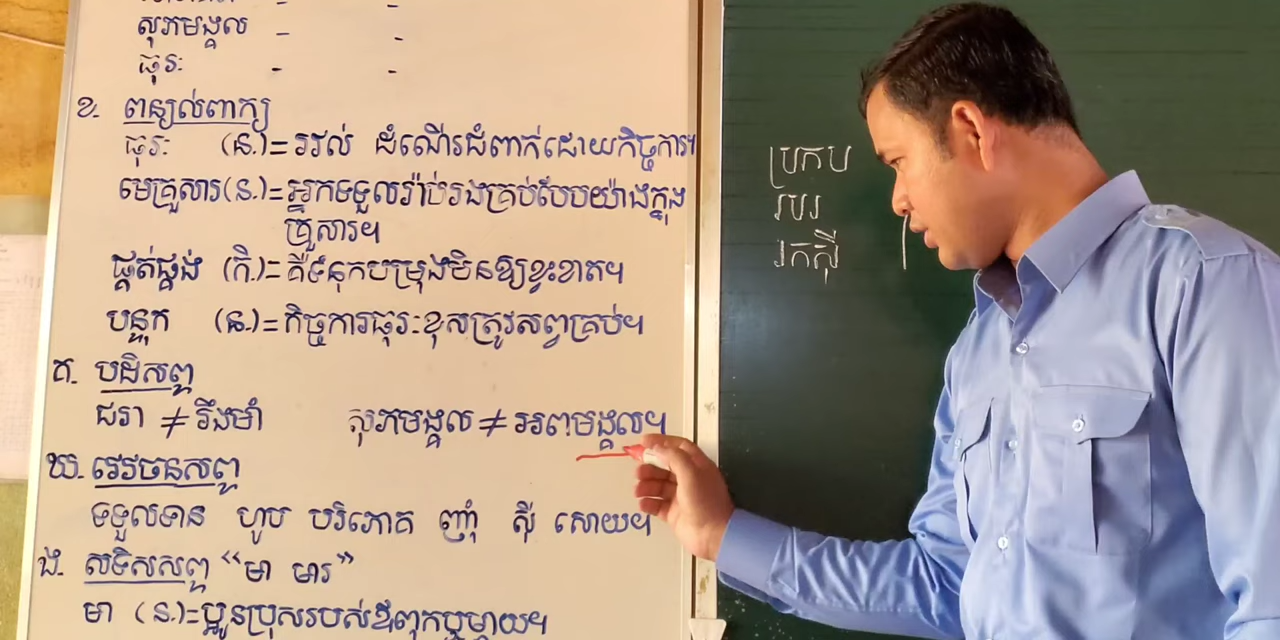 សុភមង្គល - -
ធុរៈ - -
ខ. ពន្យល់ពាក្យ
ធុរៈ (ន.)= រវល់ ដំណើរជំពាក់ដោយកិច្ចការ។
មេគ្រួសារ(ន.)= អ្នកទទួលរ៉ាប់រងគ្រប់បែបយ៉ាងក្នុង
គ្រួសារ។
ផ្គត់ផ្គង់ (កិ.)= គឺទំនុកបម្រុងមិនឱ្យខ្វះខាត។
បន្ទុក (ន.)= កិច្ចការធុរៈខុសត្រូវសព្វគ្រប់។
គ. បដិសព្ទ
ជរា ≠ រឹងមាំ សុភមង្គល ≠ អពមង្គល។
ឃ. វេវចនសព្ទ
ទទួលទាន ហូប បរិភោគ ញ៉ាំ ស៊ី សោយ។
ង. សទិសសព្ទ “មា មារ”
មា (ន.)= ប្អូនប្រុសរបស់ឪពុកឬម្ដាយ។
ប្រកប
របរ
រកស៊ី